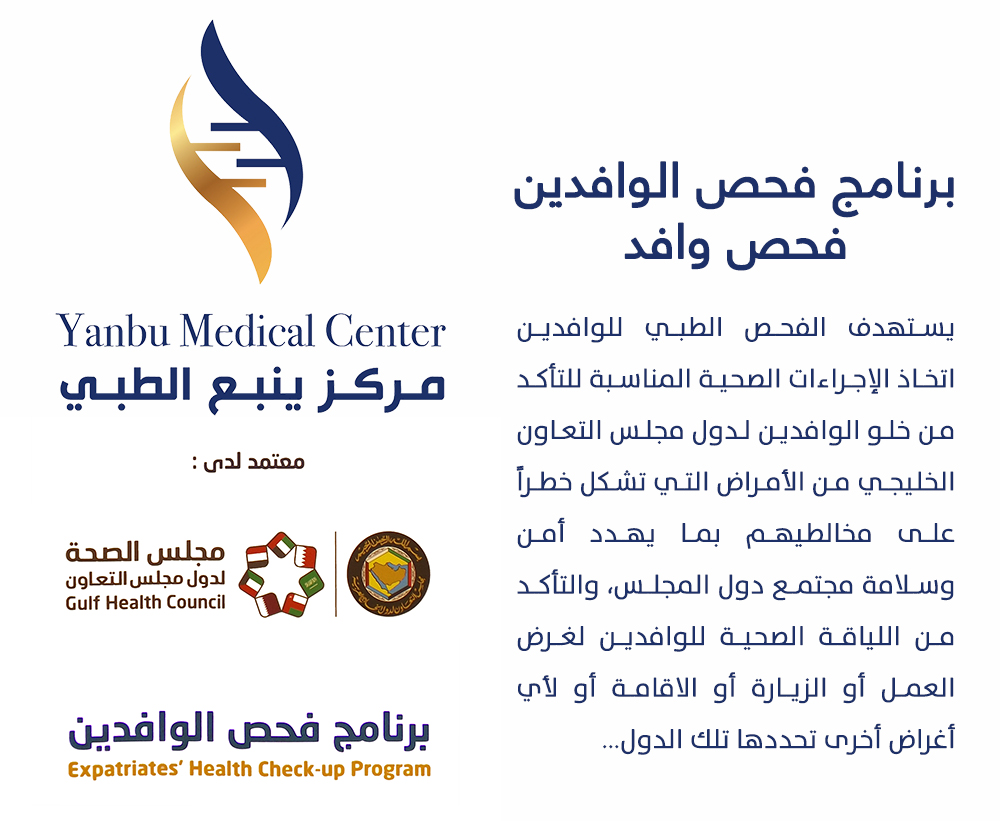 Yanbu Medical Center
مركز ينبع الطبي
معتمد لدى :
مجلس الصحة
لدول مجلس التعاون
Gulf Health Council
برنامج فحص الوافدين
Expatriates' Health Check-up Program
برنامج فحص الوافدين
فحص وافد
يستهدف الفحص الطبي للوافدين
اتخاذ الإجراءات الصحية المناسبة للتأكد
من خلو الوافدين لدول مجلس التعاون
الخليجي من الأمراض التي تشكل خطراً
على مخالطيهم بما يهدد أمن
وسلامة مجتمع دول المجلس، والتأكد
من اللياقة الصحية للوافدين لغرض
العمل أو الزيارة أو الاقامة أو لأي
أغراض أخرى تحددها تلك الدول...